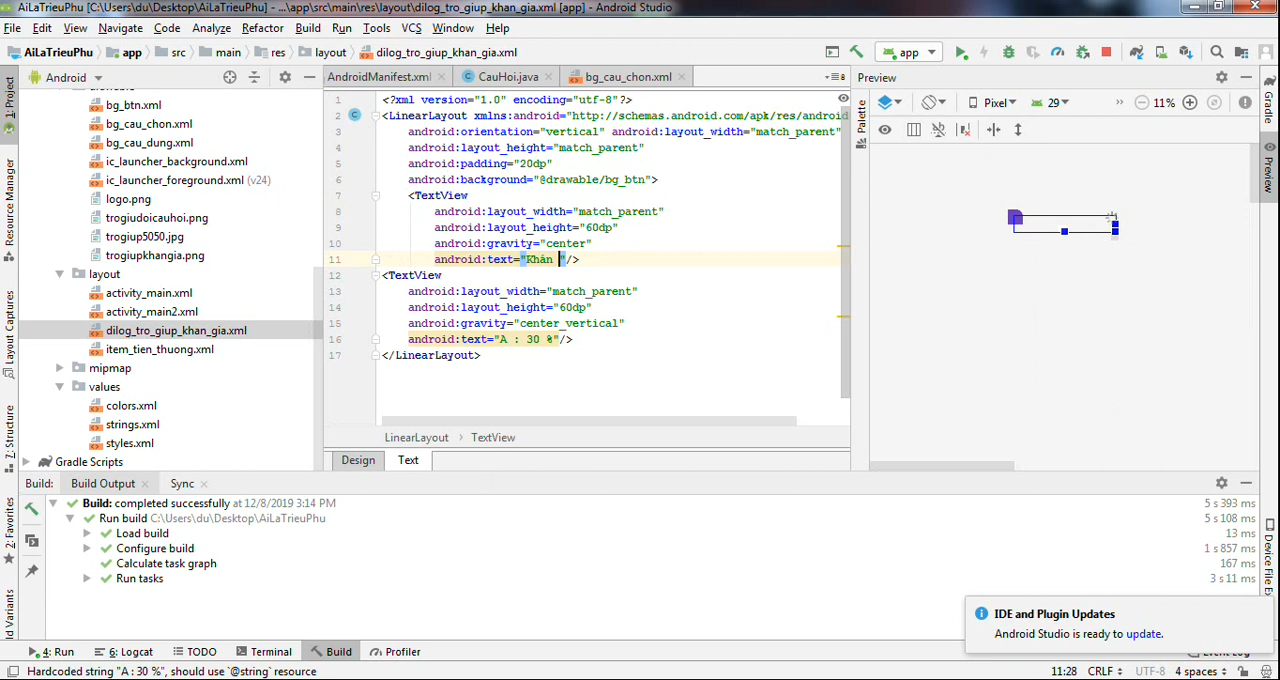 AiLaTrieuPhu [C:\Users\du\Desktop\AiLaTrieuPhu] - ...\app\src\main\res\layout\dilog_tro_giup_khan_gia.xml [app] - Android Studio
File Edit View Navigate Code Analyze Refactor Build Run Tools VCS Window Help
AiLaTrieuPhu app src main res layout dilog_tro_giup_khan_gia.xml app
Android
AndroidManifest.xml CauHoi.java bg_cau_chon.xml
Preview
1: Project
Resource Manager
Layout Captures
Z: Structure
2: Favorites
bg_btn.xml
bg_cau_chon.xml
bg_cau_dung.xml
ic_launcher_background.xml
ic_launcher_foreground.xml (v24)
logo.png
trogiudoicauhoi.png
trogiup5050.jpg
trogiupkhangia.png
layout
activity_main.xml
activity_main2.xml
dilog_tro_giup_khan_gia.xml
item_tien_thuong.xml
mipmap
values
colors.xml
strings.xml
styles.xml
Gradle Scripts
1 <?xml version="1.0" encoding="utf-8"?>
2 <LinearLayout xmlns:android="http://schemas.android.com/apk/res/android
3 android:orientation="vertical" android:layout_width="match_parent"
4 android:layout_height="match_parent"
5 android:padding="20dp"
6 android:background="@drawable/bg_btn">
7 <TextView
8 android:layout_width="match_parent"
9 android:layout_height="60dp"
10 android:gravity="center"
11 android:text="Khán "/>
12 <TextView
13 android:layout_width="match_parent"
14 android:layout_height="60dp"
15 android:gravity="center_vertical"
16 android:text="A : 30 %"/>
17 </LinearLayout>
LinearLayout TextView
Design Text
Palette
Pixel 29 11%
Gradle
Preview
Build: Build Output Sync
Build: completed successfully at 12/8/2019 3:14 PM 5 s 393 ms
Run build C:\Users\du\Desktop\AiLaTrieuPhu 5 s 108 ms
Load build 13 ms
Configure build 1 s 857 ms
Calculate task graph 167 ms
Run tasks 3 s 11 ms
IDE and Plugin Updates
Android Studio is ready to update.
4: Run 6: Logcat TODO Terminal Build Profiler
Hardcoded string "A : 30 %", should use `@string` resource 11:28 CRLF UTF-8 4 spaces